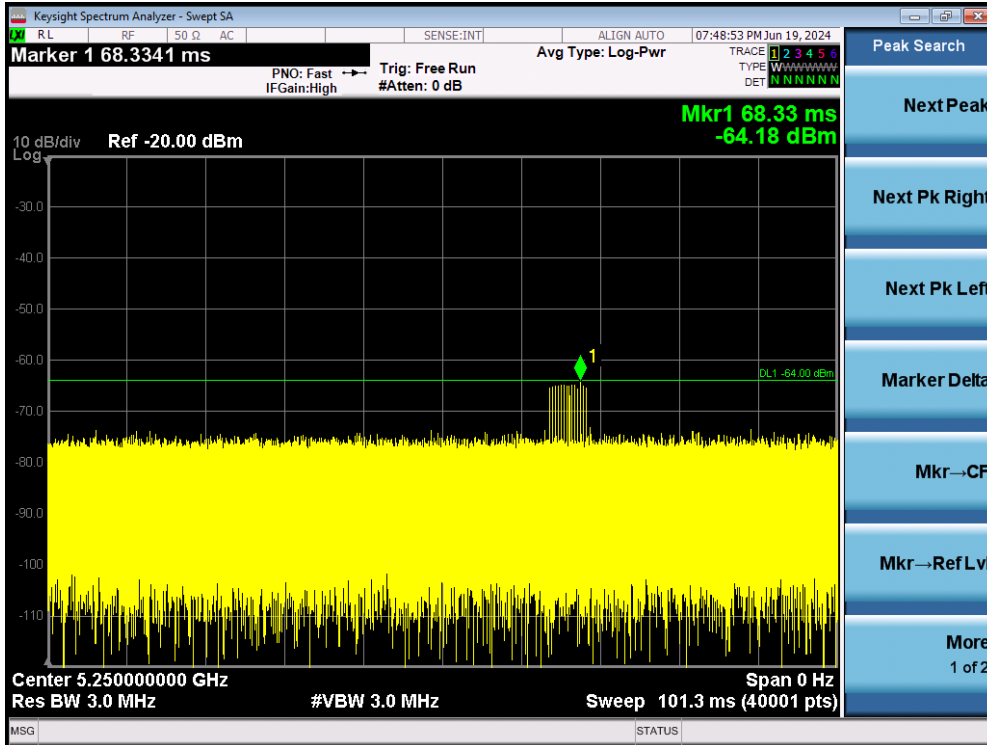 Keysight Spectrum Analyzer - Swept SA
LXI RL RF 50 Ω AC SENSE:INT ALIGN AUTO 07:48:53 PM Jun 19, 2024
Marker 1 68.3341 ms
PNO: Fast
IFGain:High
Trig: Free Run
#Atten: 0 dB
Avg Type: Log-Pwr
TRACE 1 2 3 4 5 6
TYPE WWWWWW
DET N N N N N N
Mkr1 68.33 ms
-64.18 dBm
10 dB/div Ref -20.00 dBm
Log
-30.0
-40.0
-50.0
-60.0
1
DL1 -64.00 dBm
-70.0
-80.0
-90.0
-100
-110
Center 5.250000000 GHz Span 0 Hz
Res BW 3.0 MHz #VBW 3.0 MHz Sweep 101.3 ms (40001 pts)
MSG STATUS
Peak Search
Next Peak
Next Pk Right
Next Pk Left
Marker Delta
Mkr→CF
Mkr→Ref Lvl
More
1 of 2